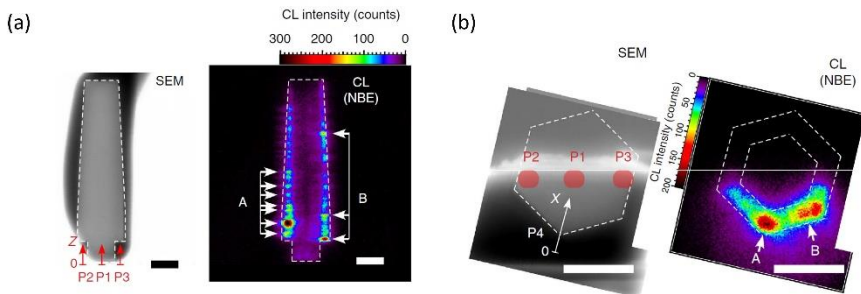 (a)
CL intensity (counts)
300 200 100 0
SEM
CL
(NBE)
A
B
Z
0
P2 P1 P3
(b)
SEM
CL
(NBE)
CL intensity (counts)
0
50
100
150
200
P2 P1 P3
X
P4
0
A
B